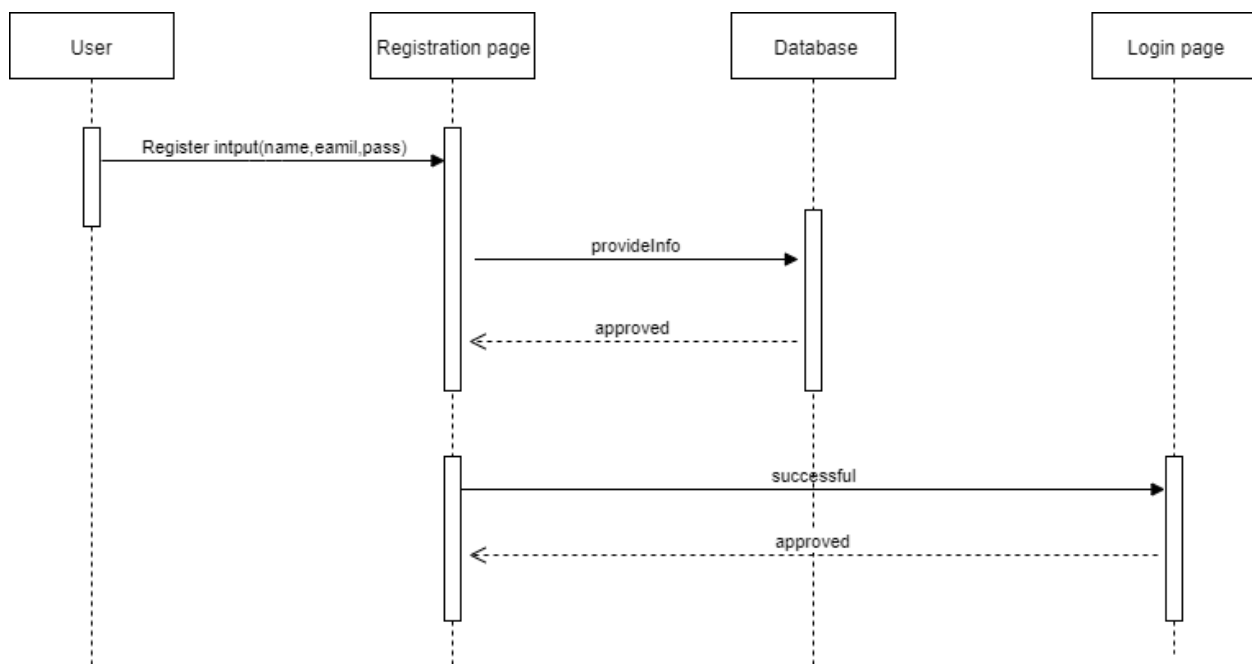 User
Registration page
Database
Login page
Register intput(name,eamil,pass)
provideInfo
approved
successful
approved